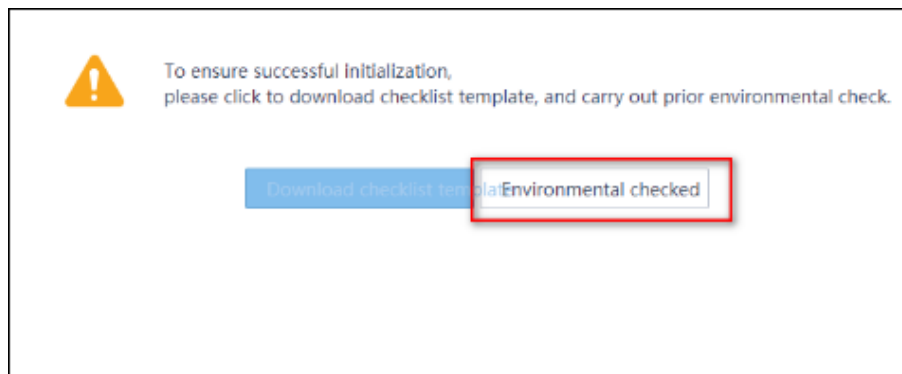 To ensure successful initialization,
please click to download checklist template, and carry out prior environmental check.
Download checklist template Environmental checked